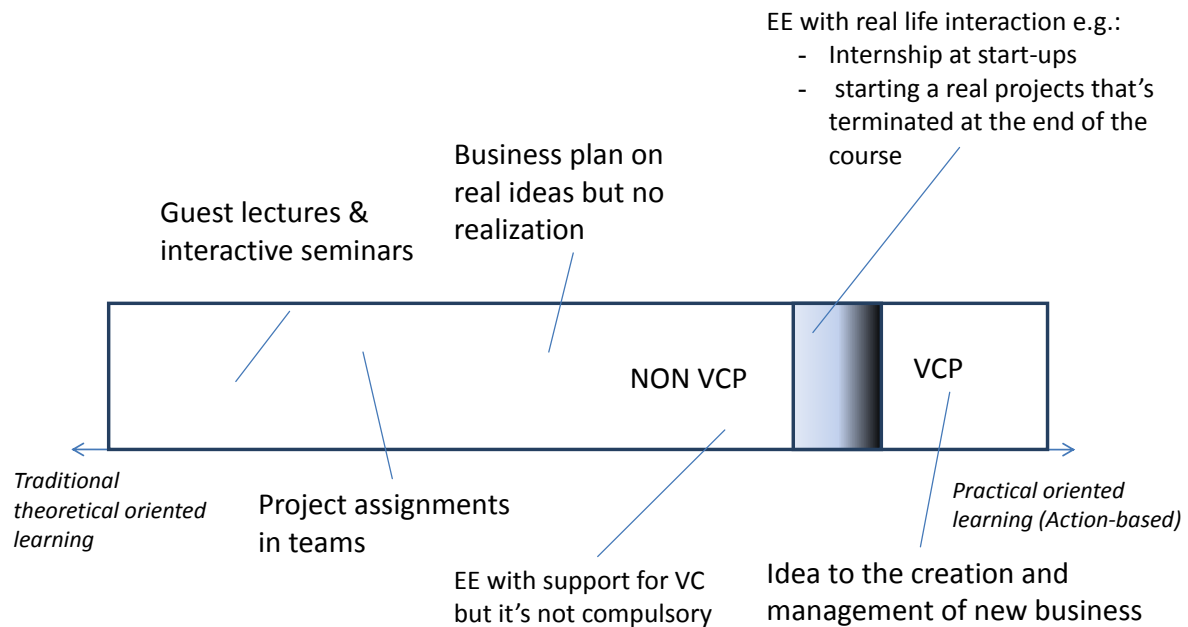 EE with real life interaction e.g.:
- Internship at start-ups
- starting a real projects that’s
terminated at the end of the
course
Business plan on
real ideas but no
realization
Guest lectures &
interactive seminars
NON VCP
VCP
Traditional
theoretical oriented
learning
Practical oriented
learning (Action-based)
Project assignments
in teams
EE with support for VC
but it’s not compulsory
Idea to the creation and
management of new business